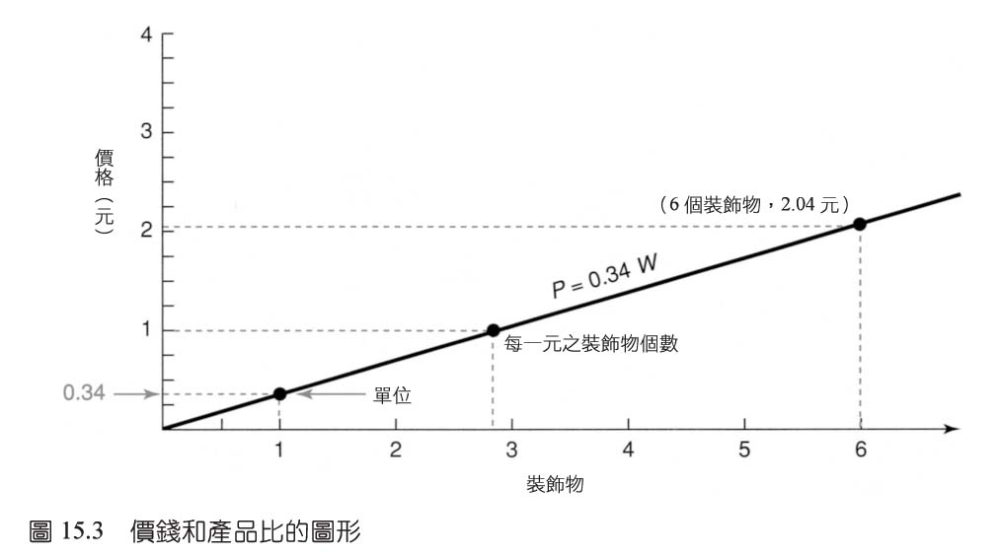 4
3
2
1
0.34
價格（元）
（6 個裝飾物，2.04 元）
P = 0.34 W
每一元之裝飾物個數
單位
1 2 3 4 5 6
裝飾物
圖 15.3 價錢和產品比的圖形